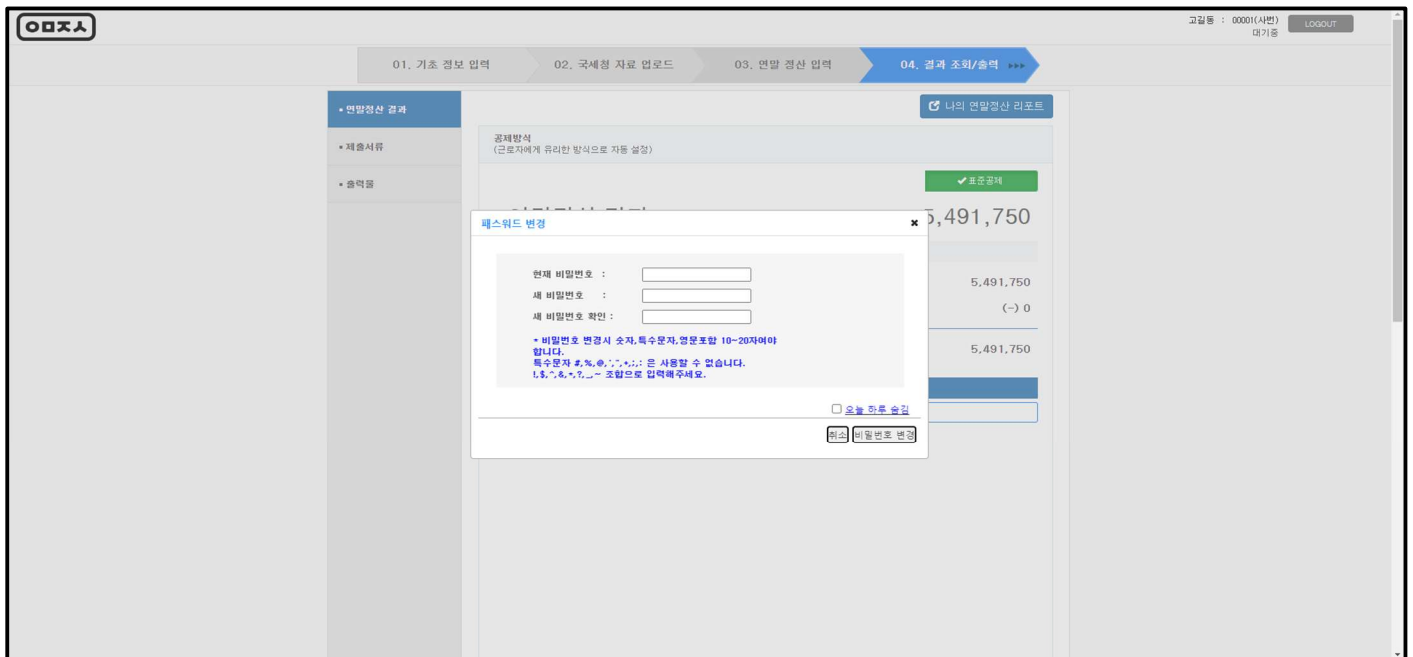 ㅇㅁㅈㅅ
고길동 : 00001(사번)
대기중
LOGOUT
01. 기초 정보 입력
02. 국세청 자료 업로드
03. 연말 정산 입력
04. 결과 조회/출력
연말정산 결과
제출서류
출력물
나의 연말정산 리포트
공제방식
(근로자에게 유리한 방식으로 자동 설정)
표준공제
5,491,750
5,491,750
(-) 0
5,491,750
패스워드 변경
현재 비밀번호 :
새 비밀번호 :
새 비밀번호 확인 :
* 비밀번호 변경시 숫자,특수문자,영문포함 10~20자여야
합니다.
특수문자 #,%,@,',",+,;,: 은 사용할 수 없습니다.
!,$,^,&,*,?,_,~ 조합으로 입력해주세요.
오늘 하루 숨김
취소
비밀번호 변경